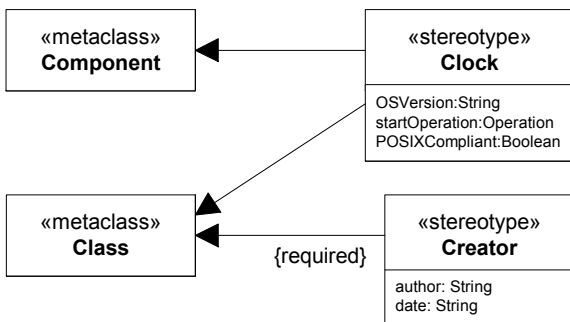 «metaclass»
Component
«stereotype»
Clock
OSVersion:String
startOperation:Operation
POSIXCompliant:Boolean
«metaclass»
Class
{required}
«stereotype»
Creator
author: String
date: String